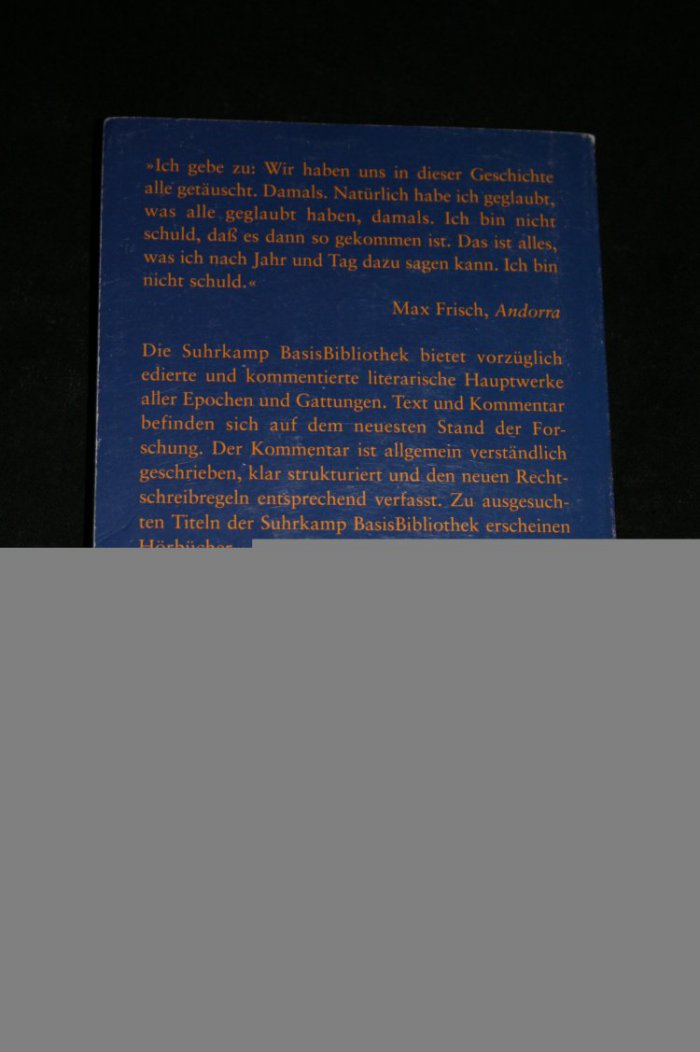 »Ich gebe zu: Wir haben uns in dieser Geschichte
alle getäuscht. Damals. Natürlich habe ich geglaubt,
was alle geglaubt haben, damals. Ich bin nicht
schuld, daß es dann so gekommen ist. Das ist alles,
was ich nach Jahr und Tag dazu sagen kann. Ich bin
nicht schuld.«
Max Frisch, Andorra
Die Suhrkamp BasisBibliothek bietet vorzüglich
edierte und kommentierte literarische Hauptwerke
aller Epochen und Gattungen. Text und Kommentar
befinden sich auf dem neuesten Stand der For-
schung. Der Kommentar ist allgemein verständlich
geschrieben, klar strukturiert und den neuen Recht-
schreibregeln entsprechend verfasst. Zu ausgesuch-
ten Titeln der Suhrkamp BasisBibliothek erscheinen
Hörbücher